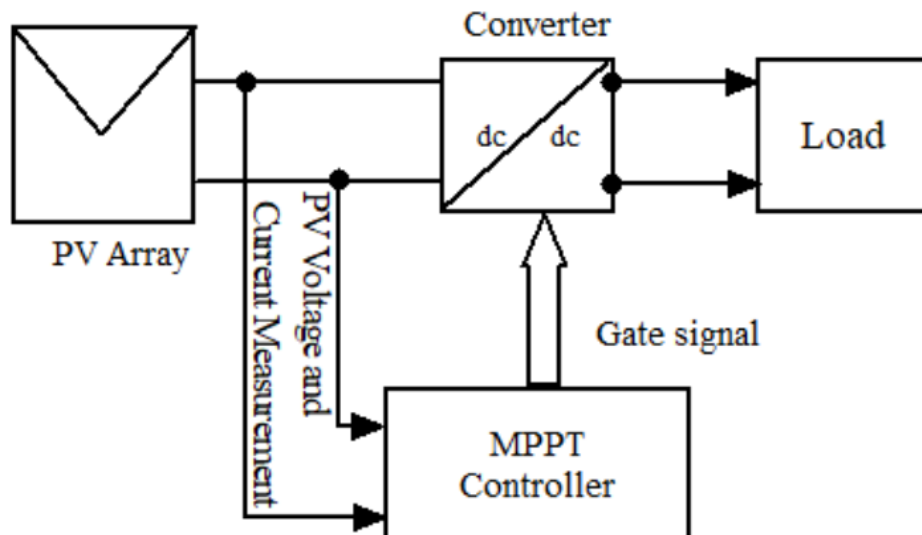 Converter
dc
dc
Load
PV Array
PV Voltage and
Current Measurement
Gate signal
MPPT
Controller